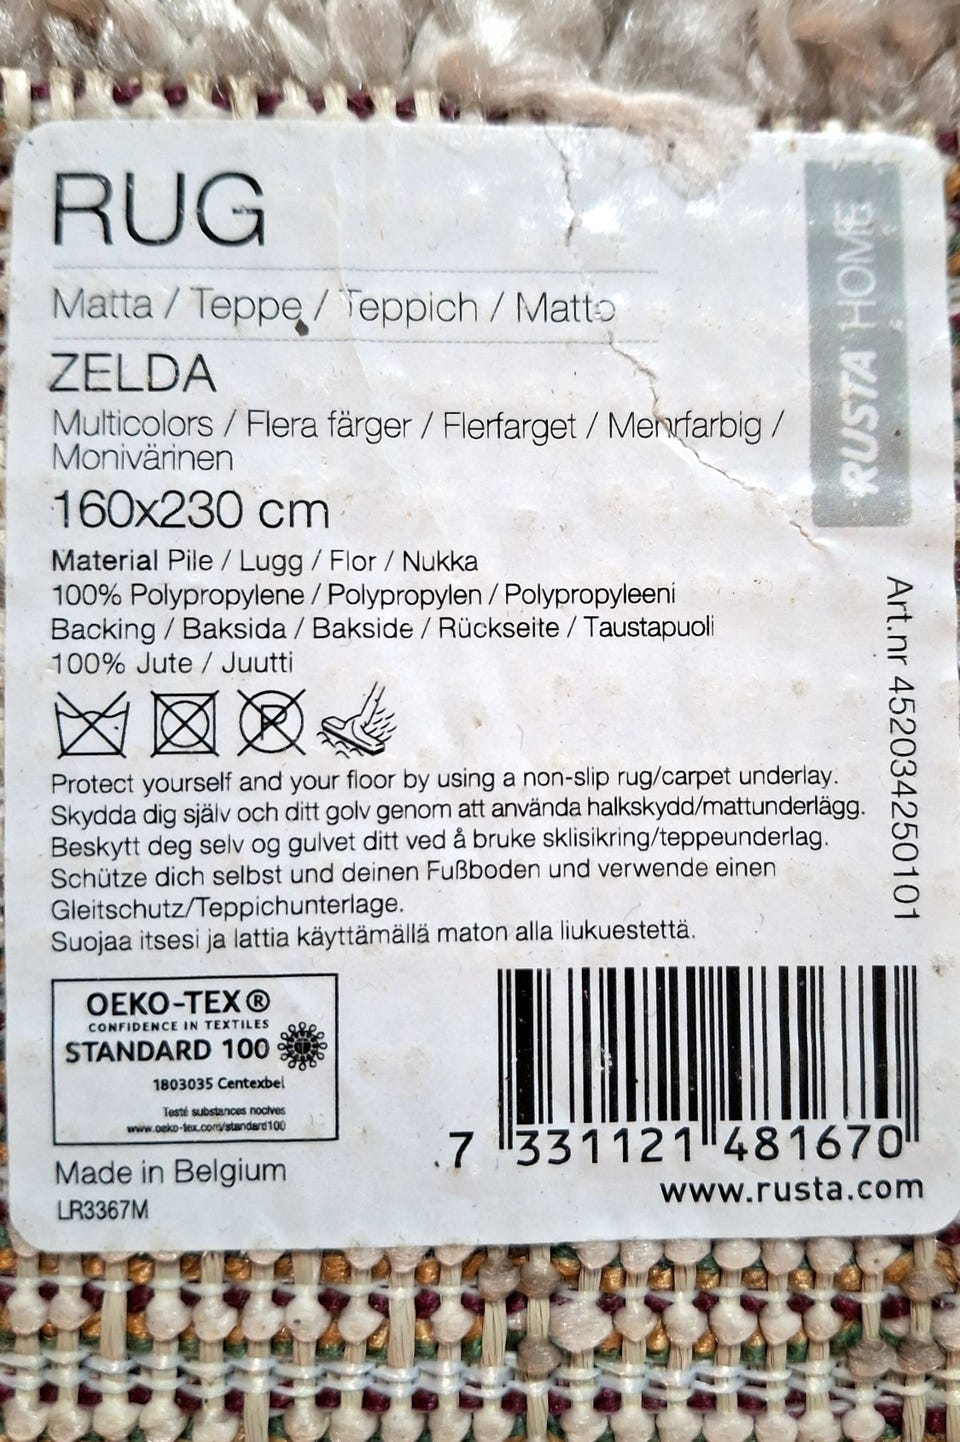 RUG
Matta / Teppe / Teppich / Matto
ZELDA
Multicolors / Flera färger / Flerfarget / Mehrfarbig /
Monivärinen
160x230 cm
Material Pile / Lugg / Flor / Nukka
100% Polypropylene / Polypropylen / Polypropyleeni
Backing / Baksida / Bakside / Rückseite / Taustapuoli
100% Jute / Juutti
P
Protect yourself and your floor by using a non-slip rug/carpet underlay.
Skydda dig själv och ditt golv genom att använda halkskydd/mattunderlägg.
Beskytt deg selv og gulvet ditt ved å bruke sklisikring/teppeunderlag.
Schütze dich selbst und deinen Fußboden und verwende einen
Gleitschutz/Teppichunterlage.
Suojaa itsesi ja lattia käyttämällä maton alla liukuestettä.
OEKO-TEX®
CONFIDENCE IN TEXTILES
STANDARD 100
1803035 Centexbel
Testé substances nocives
www.oeko-tex.com/standard100
Made in Belgium
LR3367M
7 331121 481670
www.rusta.com
RUSTA HOME
Art.nr 452034250101